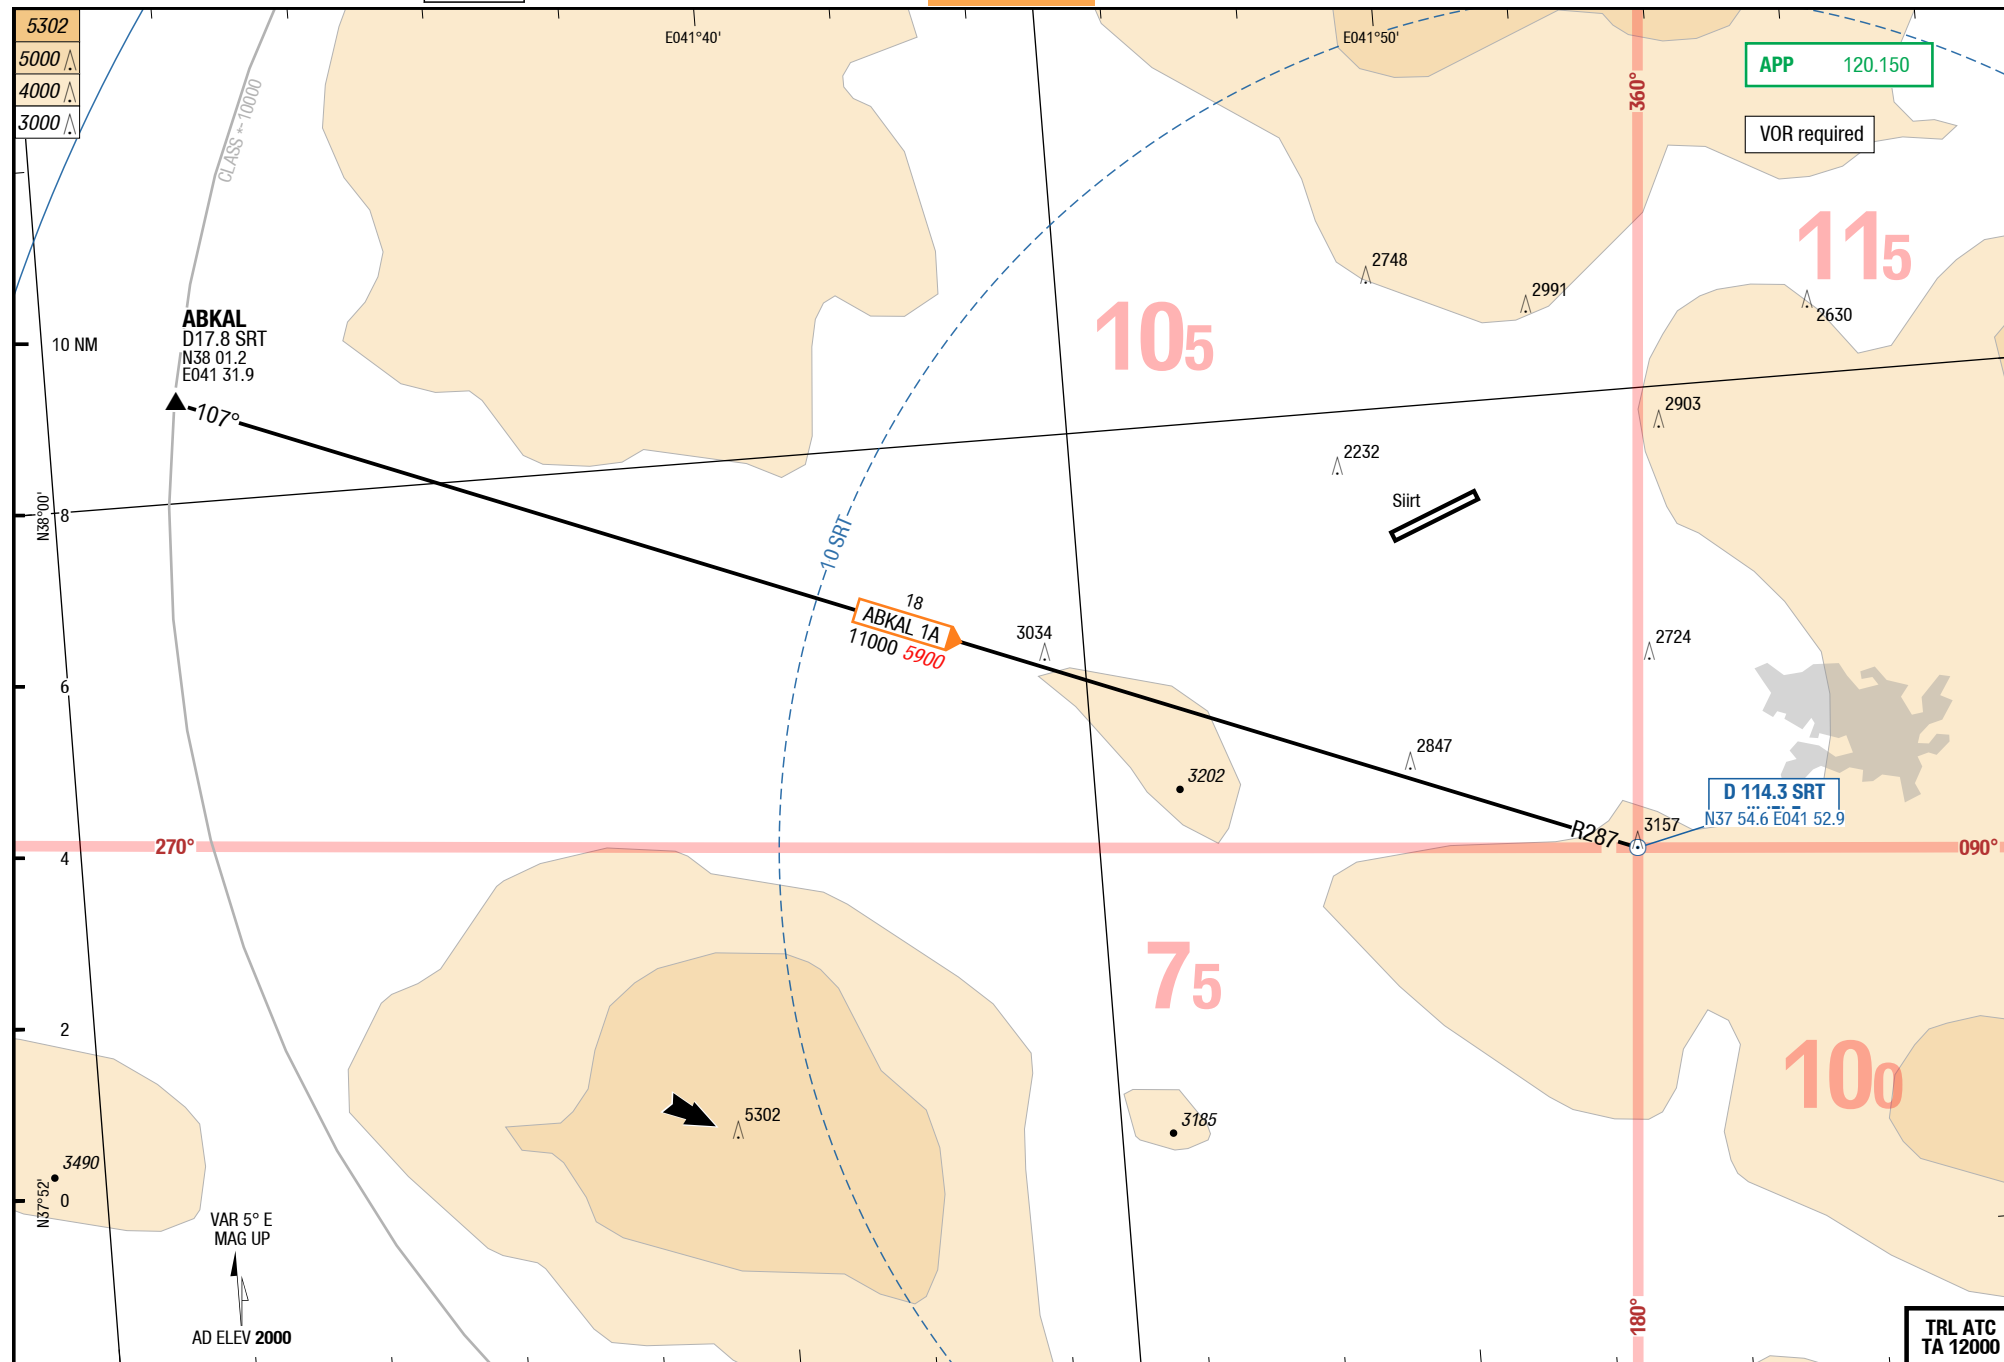 5302
5000
4000
3000
E041°40'
E041°50'
CLASS *-10000
360°
APP 120.150
VOR required
115
2748
2991
2630
105
ABKAL
D17.8 SRT
N38 01.2
E041 31.9
10 NM
107°
2903
2232
Siirt
N38°00'
8
10 SRT
18
ABKAL 1A
11000 5900
3034
2724
6
2847
3202
D 114.3 SRT
N37 54.6 E041 52.9
3157
R287
270°
090°
4
75
2
100
5302
3185
3490
N37°52'
0
VAR 5° E
MAG UP
AD ELEV 2000
180°
TRL ATC
TA 12000